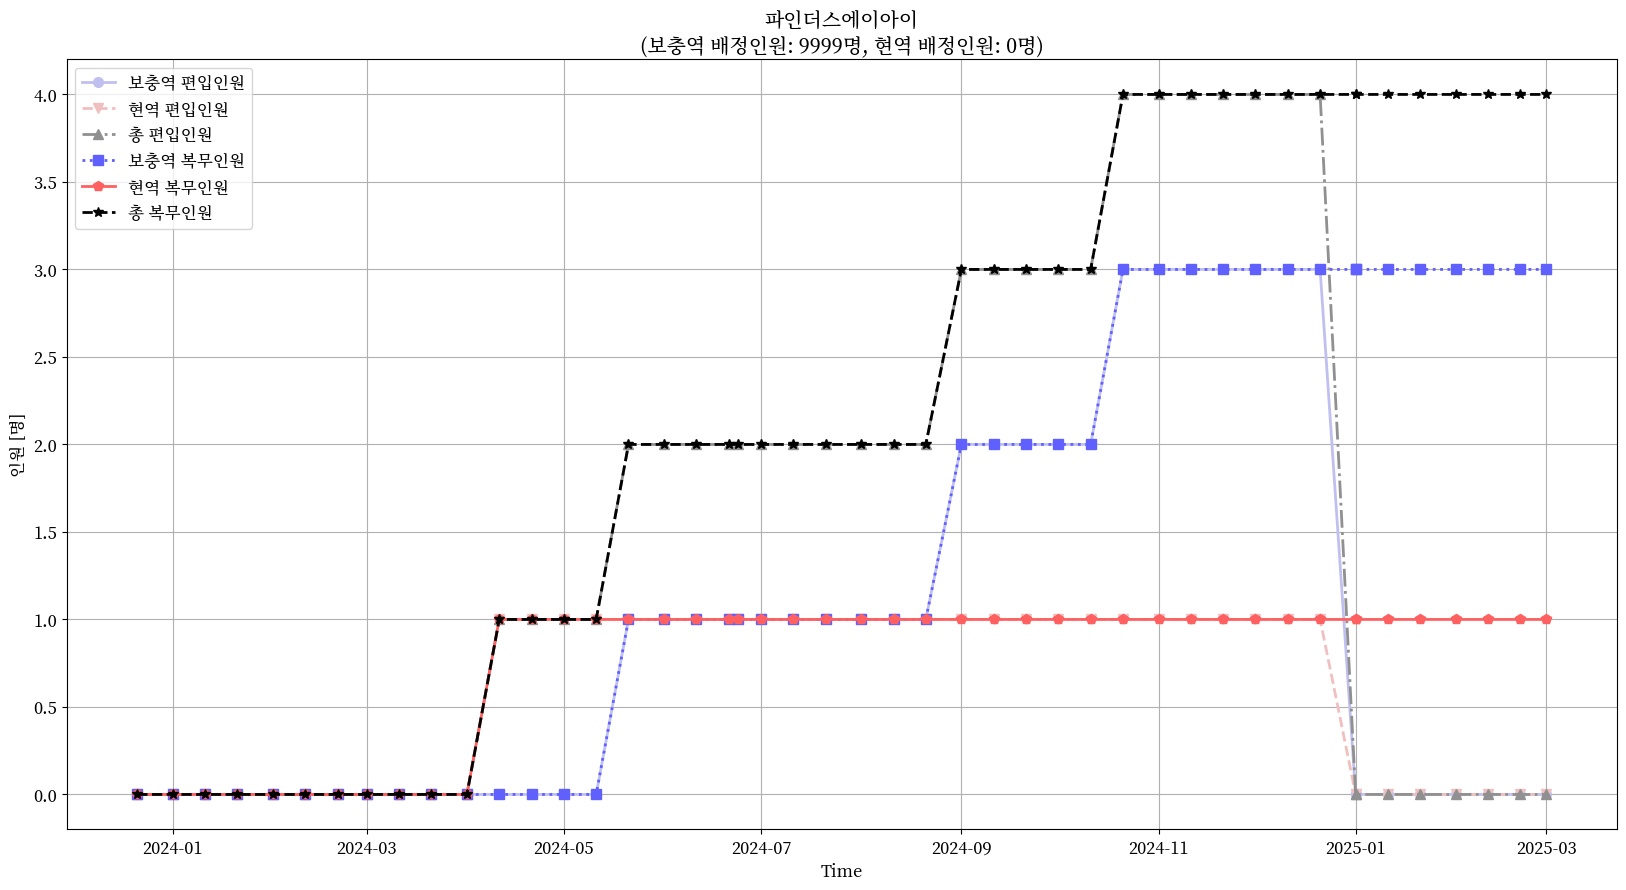 파인더스에이아이
(보충역 배정인원: 9999명, 현역 배정인원: 0명)
보충역 편입인원
현역 편입인원
총 편입인원
보충역 복무인원
현역 복무인원
총 복무인원
4.0
3.5
3.0
2.5
2.0
1.5
1.0
0.5
0.0
인원 [명]
2024-01
2024-03
2024-05
2024-07
2024-09
2024-11
2025-01
2025-03
Time